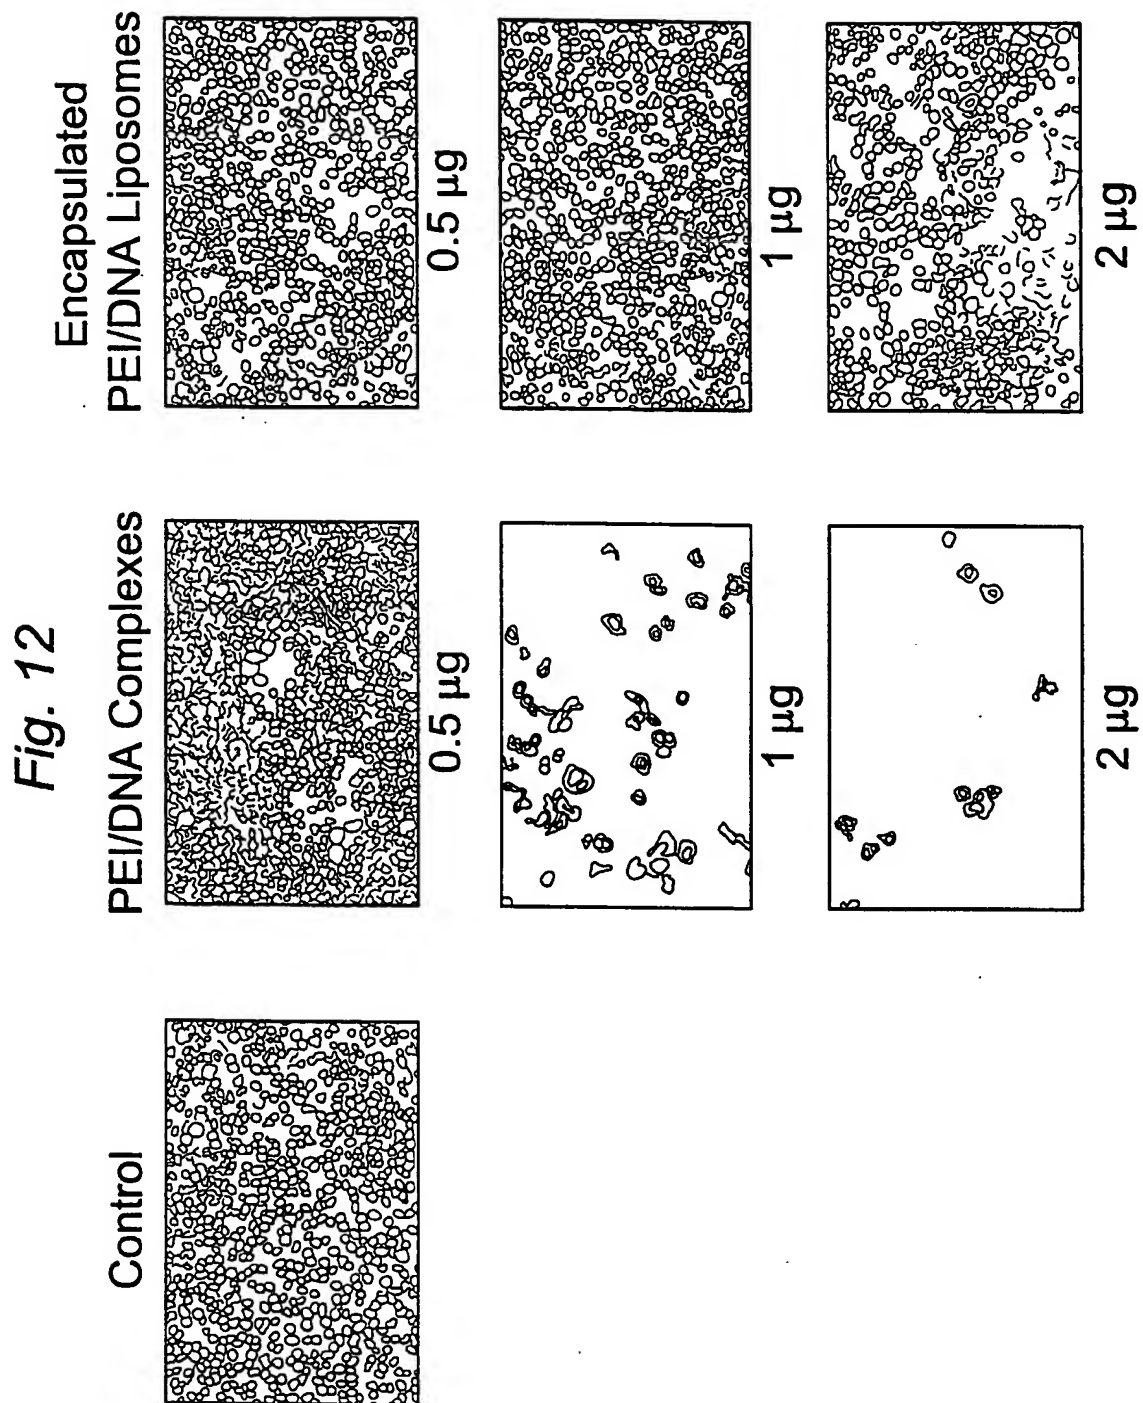 Fig. 12
Control
PEI/DNA Complexes
0.5 µg
1 µg
2 µg
Encapsulated
PEI/DNA Liposomes
0.5 µg
1 µg
2 µg